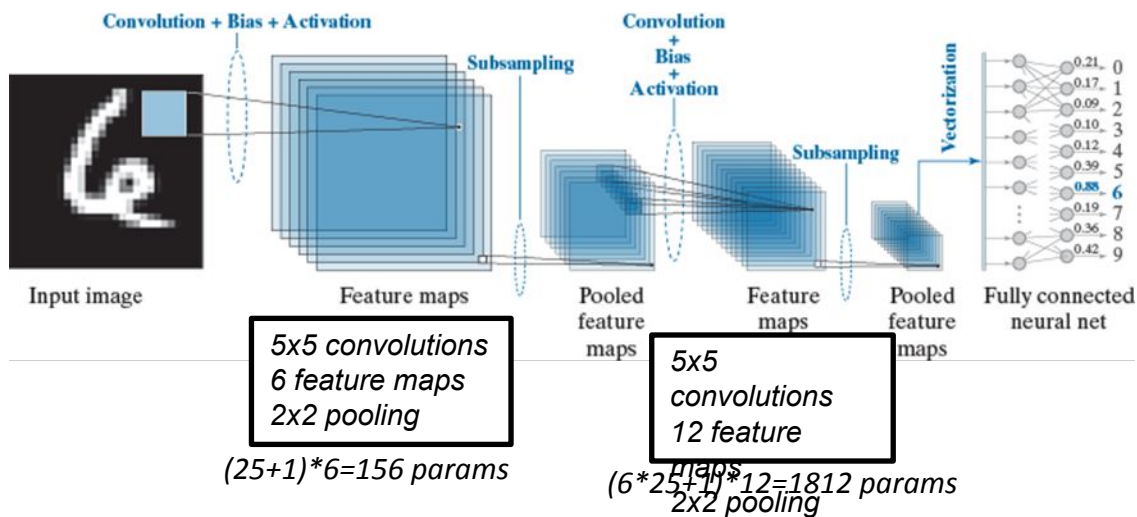 Convolution + Bias + Activation
Subsampling
Convolution
+
Bias
+
Activation
Subsampling
Vectorization
0.21 0
0.17 1
0.09 2
0.10 3
0.12 4
0.39 5
0.88 6
0.19 7
0.36 8
0.42 9
Input image
Feature maps
Pooled
feature
maps
Feature
maps
Pooled
feature
maps
Fully connected
neural net
5x5 convolutions
6 feature maps
2x2 pooling
(25+1)*6=156 params
5x5
convolutions
12 feature
maps
2x2 pooling
(6*25+1)*12=1812 params